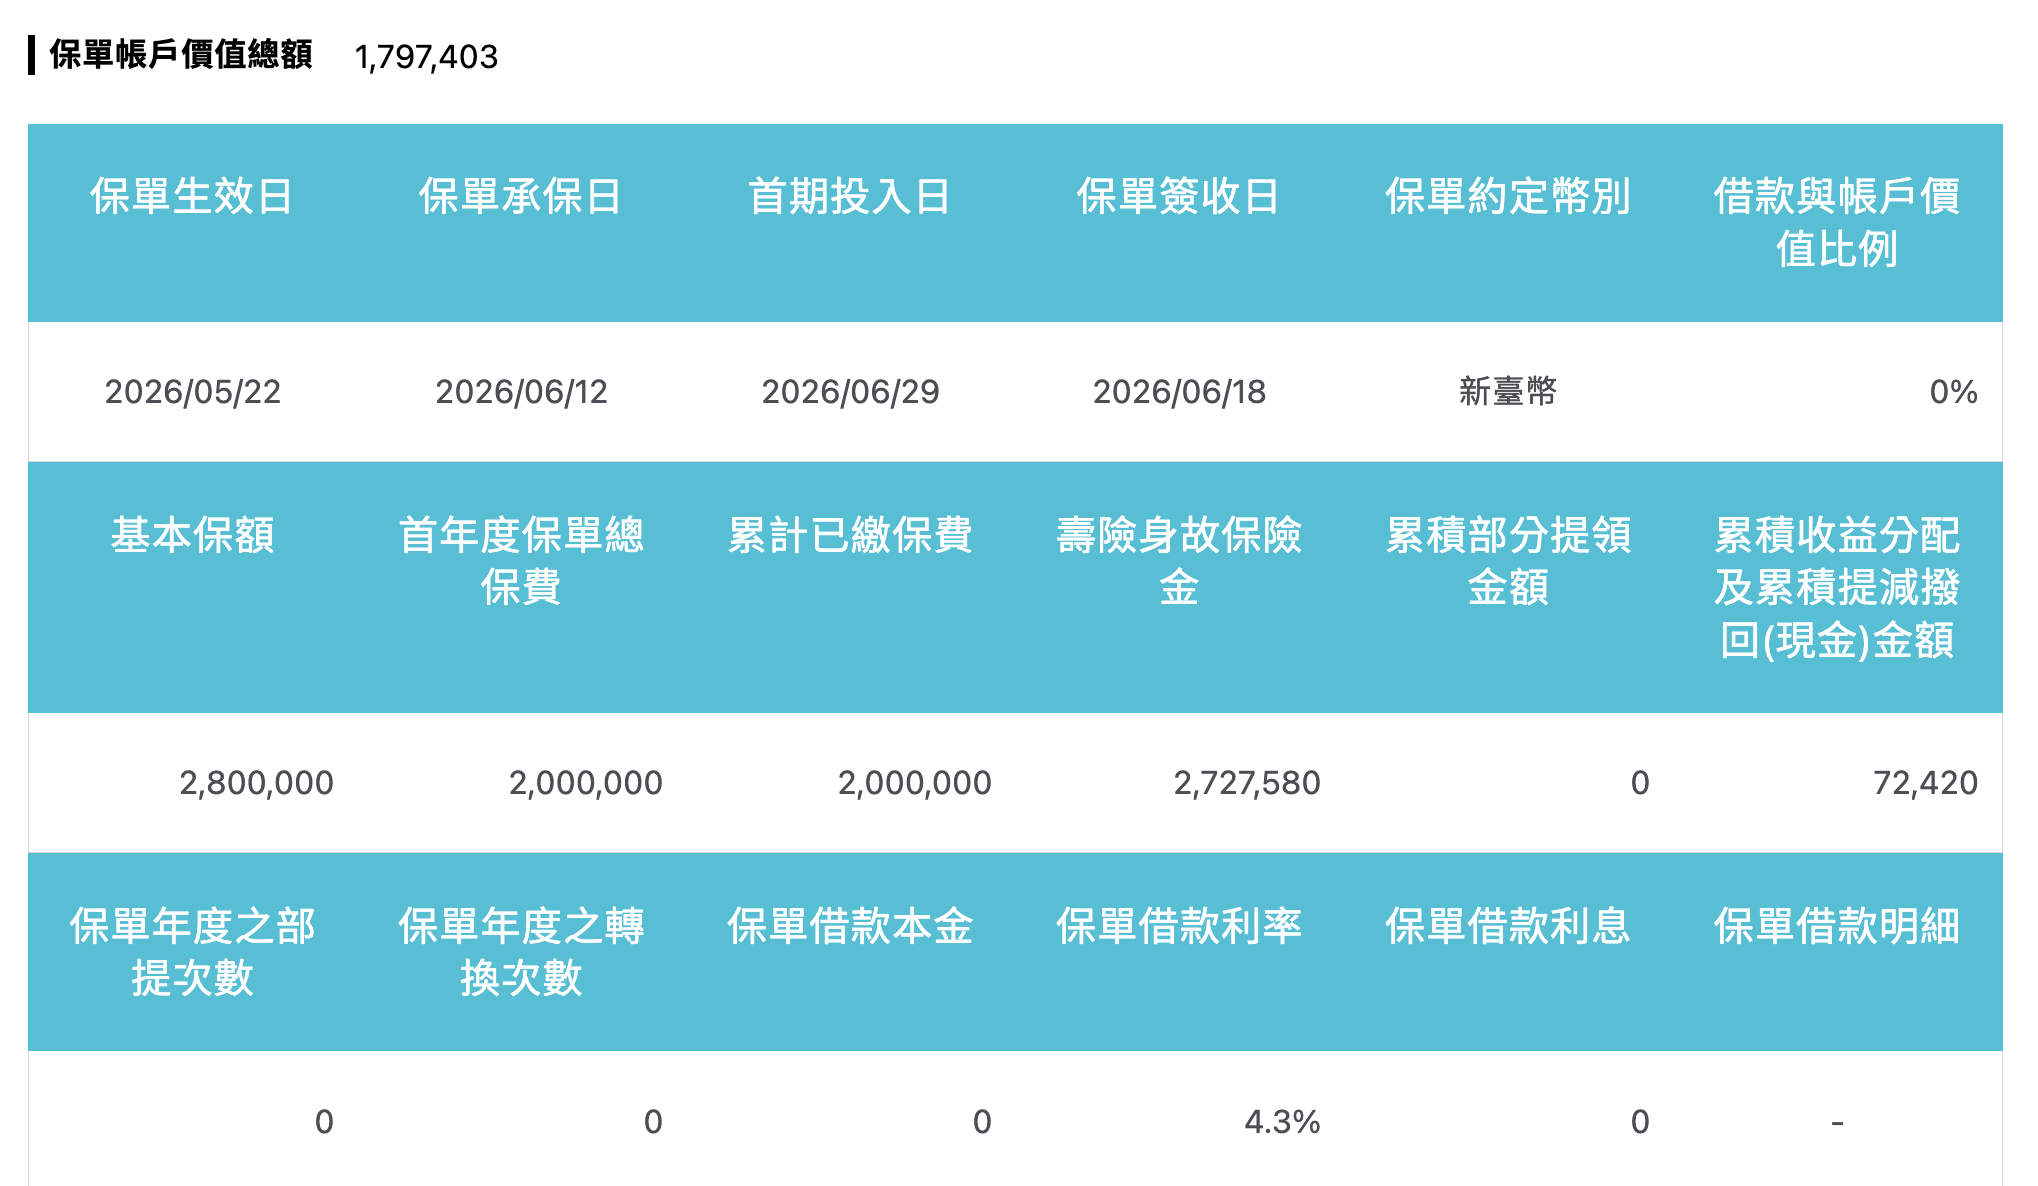 保單帳戶價值總額 1,797,403
保單生效日 保單承保日 首期投入日 保單簽收日 保單約定幣別 借款與帳戶價
值比例
2026/05/22 2026/06/12 2026/06/29 2026/06/18 新臺幣 0%
基本保額 首年度保單總 累計已繳保費 壽險身故保險 累積部分提領 累積收益分配
保費 金 金額 及累積提減撥
回(現金)金額
2,800,000 2,000,000 2,000,000 2,727,580 0 72,420
保單年度之部 保單年度之轉 保單借款本金 保單借款利率 保單借款利息 保單借款明細
提次數 換次數
0 0 0 4.3% 0 -